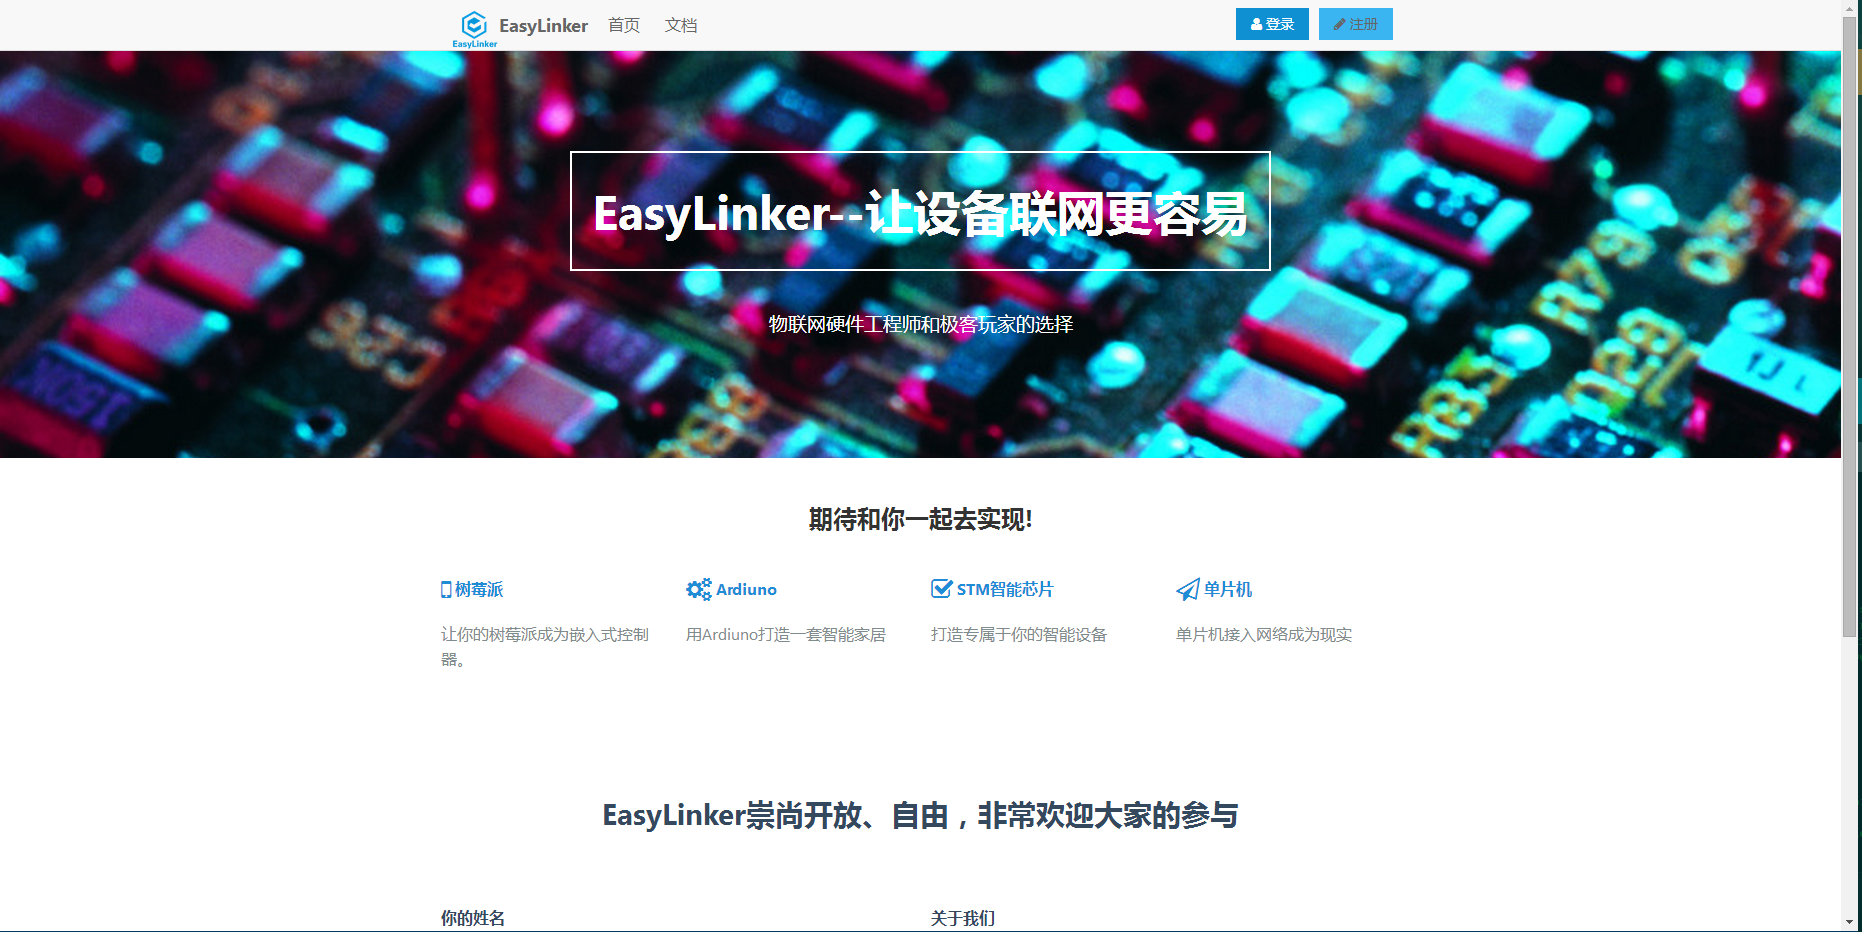 EasyLinker
EasyLinker 首页 文档
登录 注册
EasyLinker--让设备联网更容易
物联网硬件工程师和极客玩家的选择
期待和你一起去实现!
树莓派
让你的树莓派成为嵌入式控制
器。
Ardiuno
用Ardiuno打造一套智能家居
STM智能芯片
打造专属于你的智能设备
单片机
单片机接入网络成为现实
EasyLinker崇尚开放、自由，非常欢迎大家的参与
你的姓名
关于我们